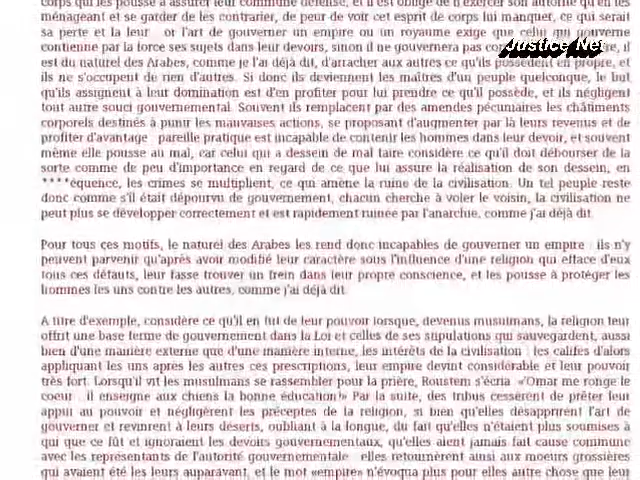 corps qui les pousse à assurer leur commune défense, et il est obligé de n'exercer son autorité qu'en les
ménageant et se garder de les contrarier, de peur de voir cet esprit de corps lui manquer, ce qui serait
sa perte et la leur or l'art de gouverner un empire ou un royaume exige que celui qui gouverne
Justice Net
contienne par la force ses sujets dans leur devoirs, sinon il ne gouvernera pas il
est du naturel des Arabes, comme je l'ai déjà dit, d'arracher aux autres ce qu'ils possèdent en propre, et
ils ne s'occupent de rien d'autres. Si donc ils deviennent les maîtres d'un peuple quelconque, le but
qu'ils assignent à leur domination est d'en profiter pour lui prendre ce qu'il possède, et ils négligent
tout autre souci gouvernemental. Souvent ils remplacent par des amendes pécuniaires les châtiments
corporels destinés à punir les mauvaises actions, se proposant d'augmenter par là leurs revenus et de
profiter d'avantage pareille pratique est incapable de contenir les hommes dans leur devoir, et souvent
même elle pousse au mal, car celui qui a dessein de mal faire considère ce qu'il doit débourser de la
sorte comme de peu d'importance en regard de ce que lui assure la réalisation de son dessein, en
****équence, les crimes se multiplient, ce qui amène la ruine de la civilisation. Un tel peuple reste
donc comme s'il était dépourvu de gouvernement, chacun cherche à voler le voisin, la civilisation ne
peut plus se développer correctement et est rapidement ruinée par l'anarchie, comme j'ai déjà dit.
Pour tous ces motifs, le naturel des Arabes les rend donc incapables de gouverner un empire : ils n'y
peuvent parvenir qu'après avoir modifié leur caractère sous l'influence d'une religion qui efface d'eux
tous ces défauts, leur fasse trouver un frein dans leur propre conscience, et les pousse à protéger les
hommes les uns contre les autres, comme j'ai déjà dit.
A titre d'exemple, considère ce qu'il en fut de leur pouvoir lorsque, devenus musulmans, la religion leur
offrit une base ferme de gouvernement dans la Loi et celles de ses stipulations qui sauvegardent, aussi
bien d'une manière externe que d'une manière interne, les intérêts de la civilisation : les califes d'alors
appliquant les uns après les autres ces prescriptions, leur empire devint considérable et leur pouvoir
très fort. Lorsqu'il vit les musulmans se rassembler pour la prière, Roustem s'écria «'Omar me ronge le
coeur : il enseigne aux chiens la bonne éducation!» Par la suite, des tribus cessèrent de prêter leur
appui au pouvoir et négligèrent les préceptes de la religion, si bien qu'elles désapprirent l'art de
gouverner et revinrent à leurs déserts, oubliant à la longue, du fait qu'elles n'étaient plus soumises à
qui que ce fût et ignoraient les devoirs gouvernementaux, qu'elles aient jamais fait cause commune
avec les représentants de l'autorité gouvernementale elles retournèrent ainsi aux moeurs grossières
qui avaient été les leurs auparavant, et le mot «empire» n'évoqua plus pour elles autre chose que leur